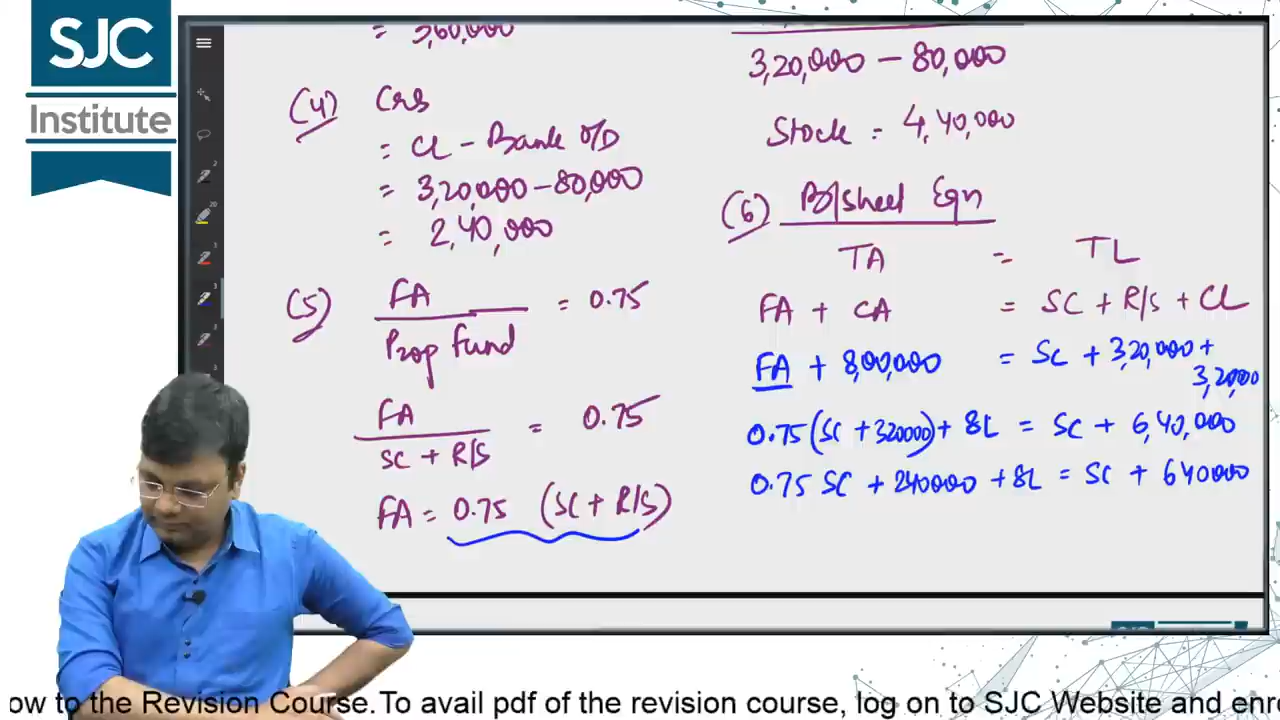 SJC
Institute
= 3,60,000
(4) Crs
= CL - Bank O/D
= 3,20,000 - 80,000
= 2,40,000
(5) FA / Prop Fund = 0.75
FA / SC + R/S = 0.75
FA = 0.75 (SC + R/S)
3,20,000 - 80,000
Stock = 4,40,000
(6) B/Sheet Eqn
TA = TL
FA + CA = SC + R/S + CL
FA + 8,00,000 = SC + 3,20,000 +
3,20,000
0.75 (SC + 320000) + 8L = SC + 6,40,000
0.75 SC + 240000 + 8L = SC + 640000
ow to the Revision Course. To avail pdf of the revision course, log on to SJC Website and enr